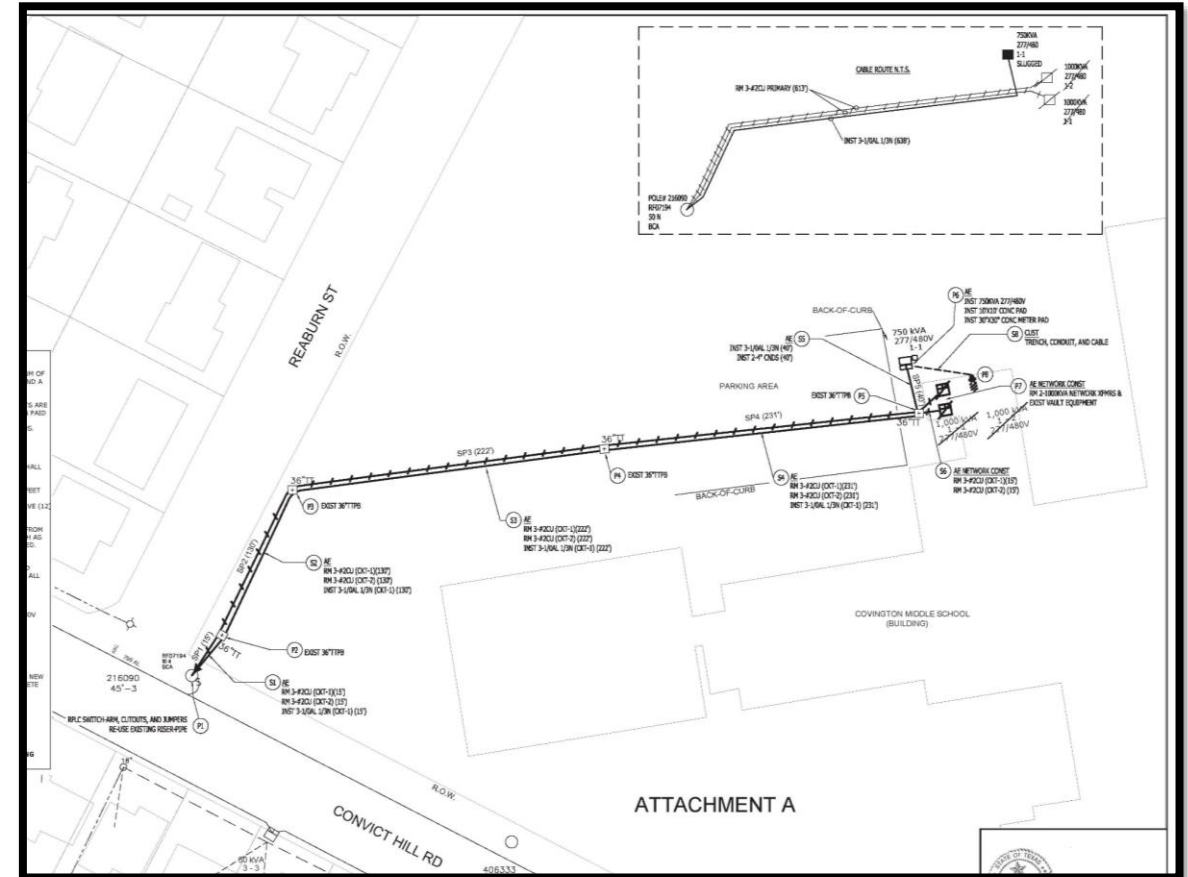 750KVA
277/480
1-1
SLUGGED
1000KVA
277/480
1-2
1000KVA
277/480
CABLE ROUTE N.T.S.
RM 3-#2CU PRIMARY (613')
INST 3-1/0AL 1/3N (638')
POLE# 216090
RF07194
50 N
BCA
REABURN ST
R.O.W.
BACK-OF-CURB
P6 AE
INST 750KVA 277/480V
INST 10'X10' CONC PAD
INST 30"X30" CONC METER PAD
750 kVA
277/480V
1-1
S8 CUST
TRENCH, CONDUIT, AND CABLE
AE S5
INST 3-1/0AL 1/3N (40')
INST 2-4" CNDS (40')
SP5 (40')
P8
PARKING AREA
EXIST 36"TTPB P5
P7 AE NETWORK CONST
RM 2-1000KVA NETWORK XFMRS &
EXIST VAULT EQUIPMENT
SP4 (231')
36"TT
1,000 kVA
277/480V
1,000 kVA
277/480V
SP3 (222')
36"TT
P4 EXIST 36"TTPB
S6 AE NETWORK CONST
RM 3-#2CU (CKT-1)(15')
RM 3-#2CU (CKT-2) (15')
S4 AE
RM 3-#2CU (CKT-1)(231')
RM 3-#2CU (CKT-2) (231')
INST 3-1/0AL 1/3N (CKT-1) (231')
BACK-OF-CURB
36"TT
P3 EXIST 36"TTPB
S3 AE
RM 3-#2CU (CKT-1)(222')
RM 3-#2CU (CKT-2) (222')
INST 3-1/0AL 1/3N (CKT-1) (222')
SP2 (130')
S2 AE
RM 3-#2CU (CKT-1)(130')
RM 3-#2CU (CKT-2) (130')
INST 3-1/0AL 1/3N (CKT-1) (130')
COVINGTON MIDDLE SCHOOL
(BUILDING)
SP1 (15')
36"TT
P2 EXIST 36"TTPB
RF07194
BCA
216090
45'-3
S1 AE
RM 3-#2CU (CKT-1)(15')
RM 3-#2CU (CKT-2) (15')
INST 3-1/0AL 1/3N (CKT-1) (15')
RPLC SWITCH-ARM, CUTOUTS, AND JUMPERS
RE-USE EXISTING RISER-PIPE
P1
R.O.W.
ATTACHMENT A
CONVICT HILL RD
3-3
406333
STATE OF TEXAS